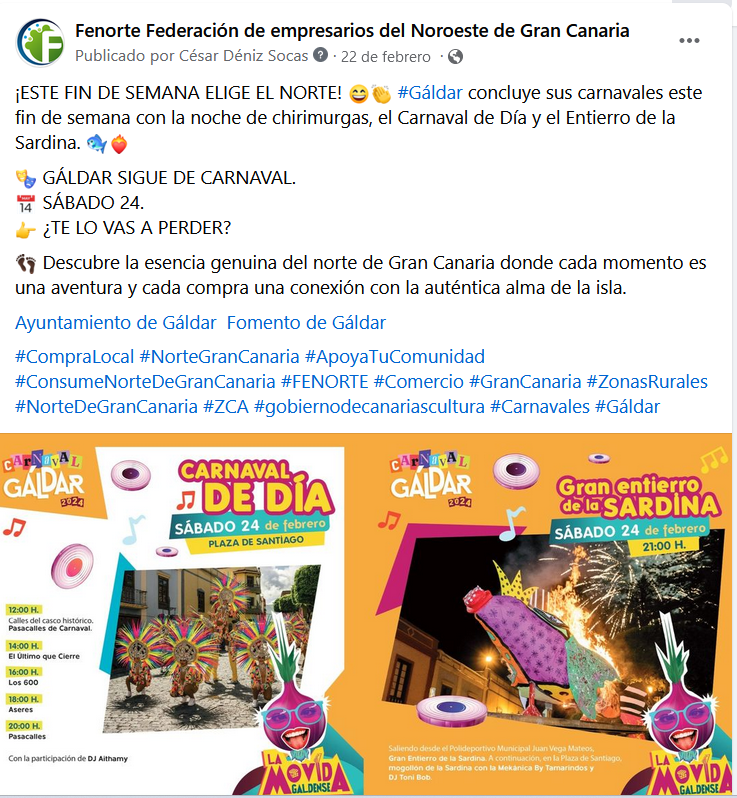 Fenorte Federación de empresarios del Noroeste de Gran Canaria
Publicado por César Déniz Socas ? · 22 de febrero ·
¡ESTE FIN DE SEMANA ELIGE EL NORTE! 😄👏 #Gáldar concluye sus carnavales este
fin de semana con la noche de chirimurgas, el Carnaval de Día y el Entierro de la
Sardina. 🐟❤️‍🔥
🎭 GÁLDAR SIGUE DE CARNAVAL.
📅 SÁBADO 24.
👉 ¿TE LO VAS A PERDER?
👣 Descubre la esencia genuina del norte de Gran Canaria donde cada momento es
una aventura y cada compra una conexión con la auténtica alma de la isla.
Ayuntamiento de Gáldar Fomento de Gáldar
#CompraLocal #NorteGranCanaria #ApoyaTuComunidad
#ConsumeNorteDeGranCanaria #FENORTE #Comercio #GranCanaria #ZonasRurales
#NorteDeGranCanaria #ZCA #gobiernodecanariascultura #Carnavales #Gáldar
CARNAVAL
GÁLDAR
2024
CARNAVAL
DE DÍA
SÁBADO 24 de febrero
PLAZA DE SANTIAGO
12:00 H.
Calles del casco histórico.
Pasacalles de Carnaval.
14:00 H.
El Último que Cierre
16:00 H.
Los 600
18:00 H.
Aseres
20:00 H.
Pasacalles
Con la participación de DJ Aithamy
LA
MOVIDA
GALDENSE
CARNAVAL
GÁLDAR
2024
Gran entierro
de la SARDINA
SÁBADO 24 de febrero
21:00 H.
Saliendo desde el Polideportivo Municipal Juan Vega Mateos,
Gran Entierro de la Sardina. A continuación, en la Plaza de Santiago,
mogollón de la Sardina con la Mekánica By Tamarindos y
DJ Toni Bob.
LA
MOVIDA
GALDENSE